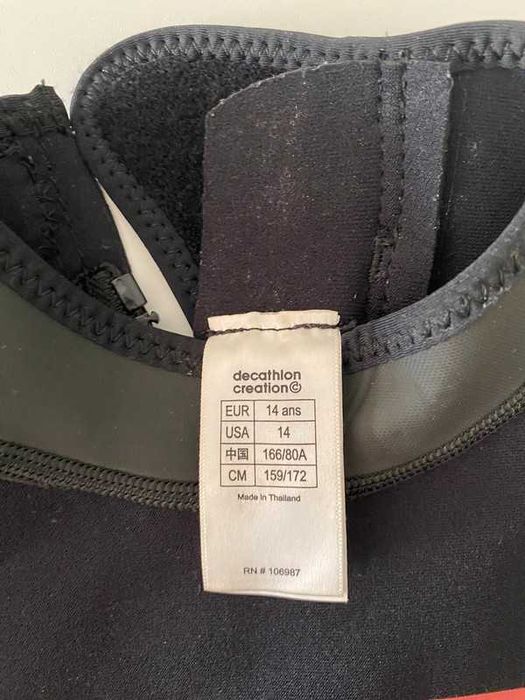 decathlon
creation©
EUR 14 ans
USA 14
中国 166/80A
CM 159/172
Made in Thailand
RN # 106987